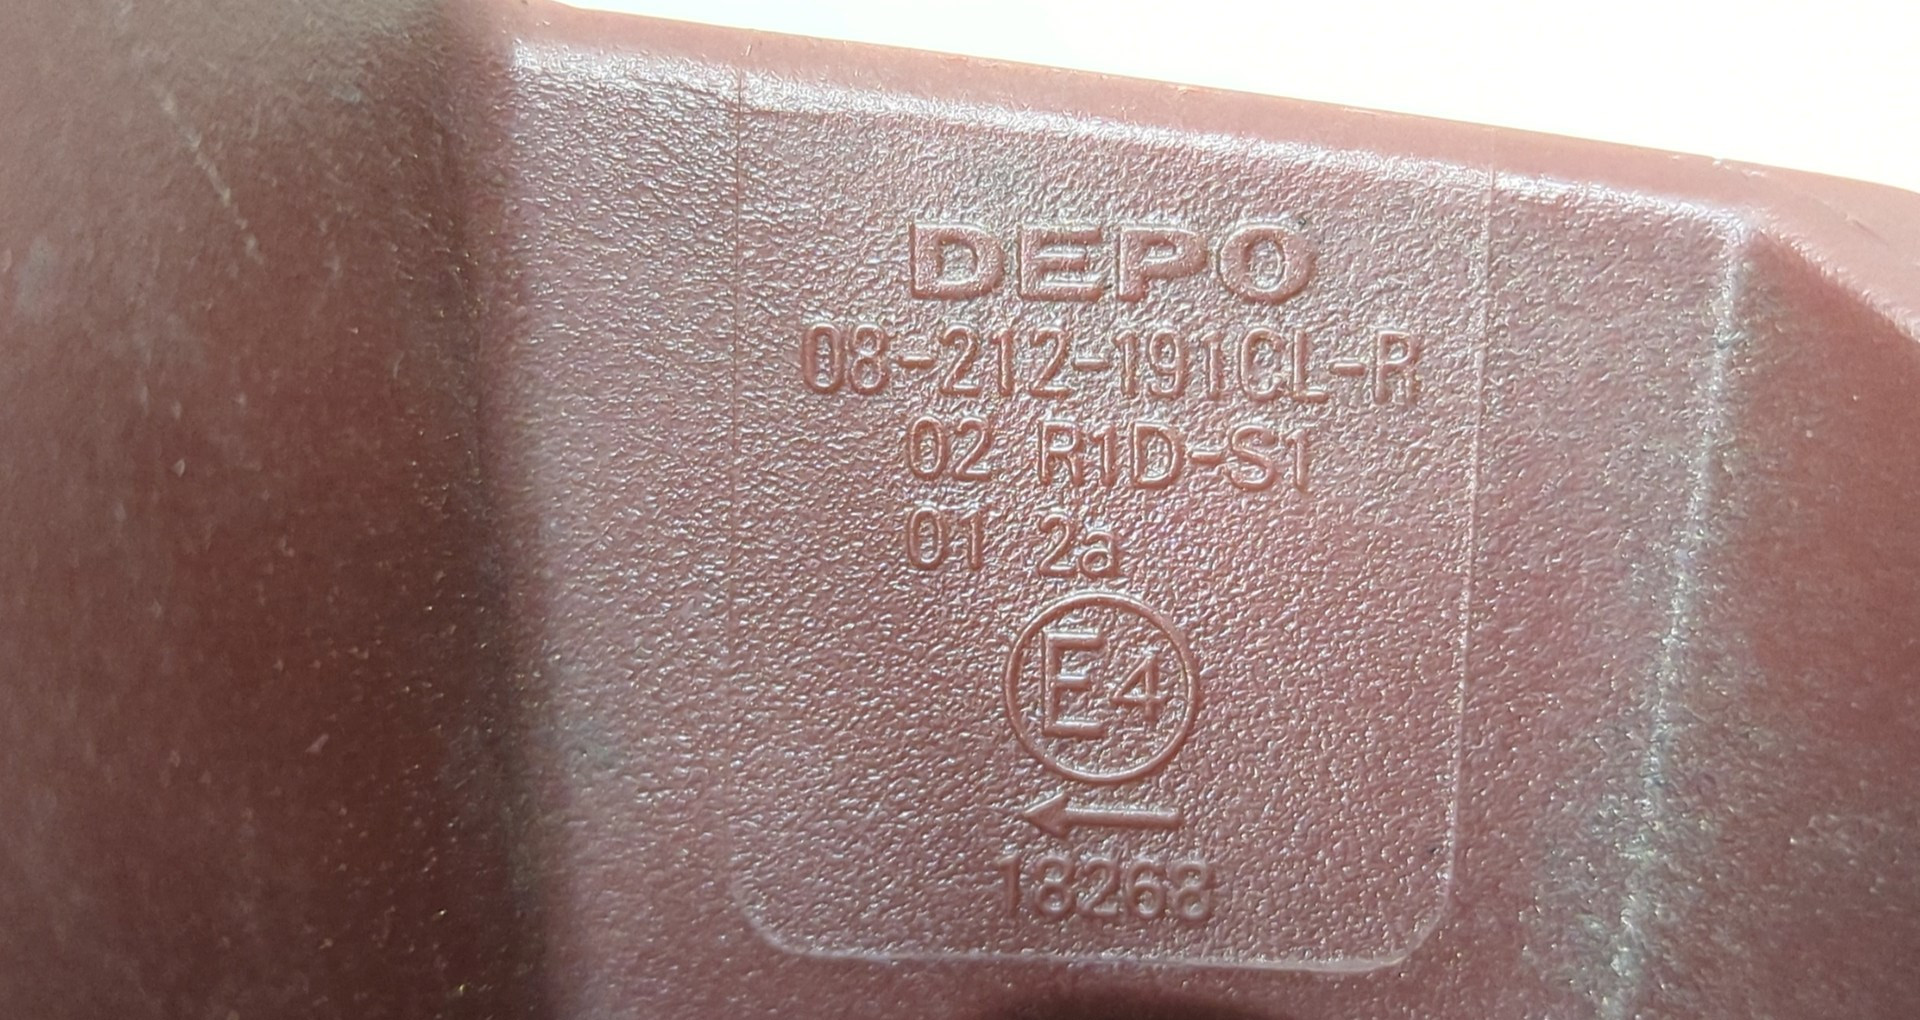 DEPO
08-212-191CL-R
02 R1D-S1
01 2a
E4
←
18268